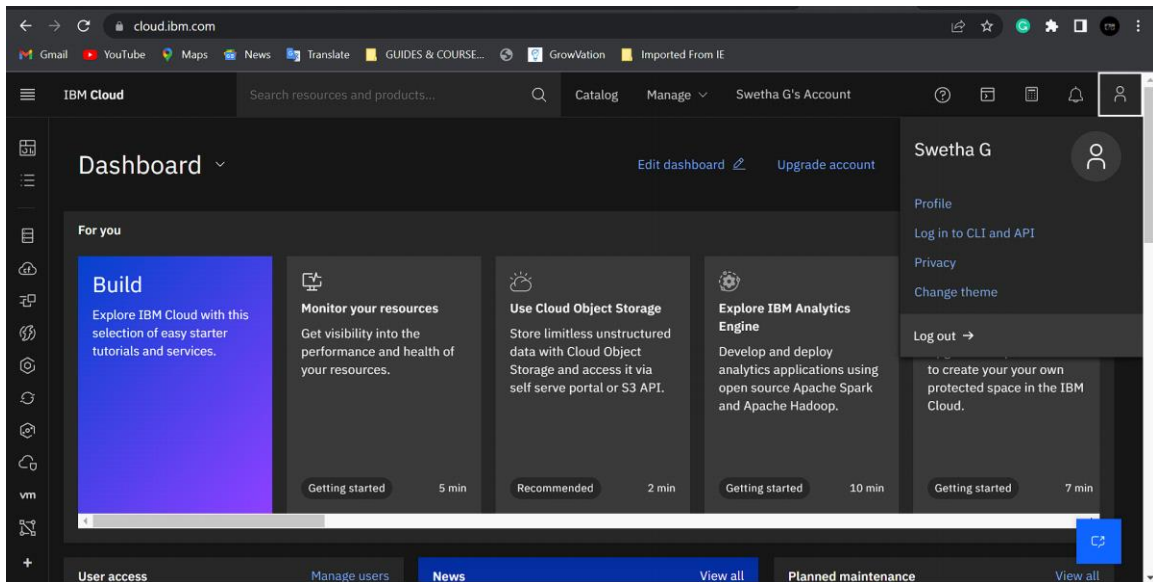 cloud.ibm.com
Gmail YouTube Maps News Translate GUIDES & COURSE... GrowVation Imported From IE
IBM Cloud Search resources and products... Catalog Manage Swetha G's Account
Dashboard Edit dashboard Upgrade account
Swetha G
Profile
Log in to CLI and API
Privacy
Change theme
Log out →
For you
Build
Explore IBM Cloud with this
selection of easy starter
tutorials and services.
Monitor your resources
Get visibility into the
performance and health of
your resources.
Getting started 5 min
Use Cloud Object Storage
Store limitless unstructured
data with Cloud Object
Storage and access it via
self serve portal or S3 API.
Recommended 2 min
Explore IBM Analytics
Engine
Develop and deploy
analytics applications using
open source Apache Spark
and Apache Hadoop.
Getting started 10 min
to create your your own
protected space in the IBM
Cloud.
Getting started 7 min
vm
User access Manage users
News View all
Planned maintenance View all